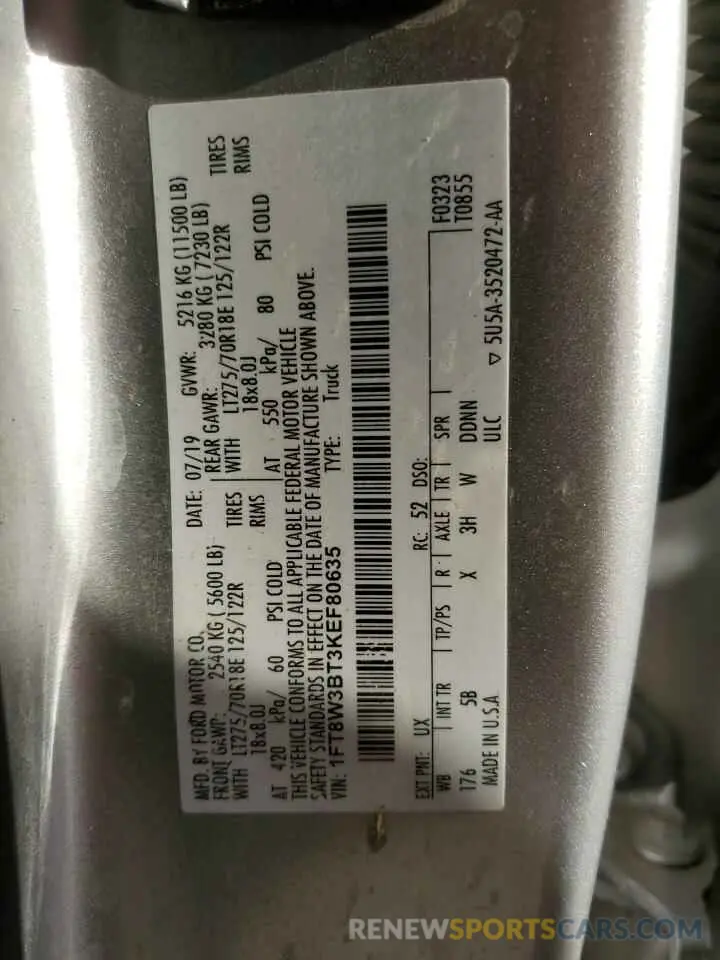 MFD. BY FORD MOTOR CO.
DATE: 07/19 GVWR: 5216 KG (11500 LB)
FRONT GAWR: 2540 KG ( 5600 LB) REAR GAWR: 3280 KG ( 7230 LB)
WITH LT275/70R18E 125/122R TIRES WITH LT275/70R18E 125/122R TIRES
18x8.0J RIMS 18x8.0J RIMS
AT 420 kPa/ 60 PSI COLD AT 550 kPa/ 80 PSI COLD
THIS VEHICLE CONFORMS TO ALL APPLICABLE FEDERAL MOTOR VEHICLE
SAFETY STANDARDS IN EFFECT ON THE DATE OF MANUFACTURE SHOWN ABOVE.
VIN: 1FT8W3BT3KEF80635 TYPE: Truck
EXT PNT: UX RC: 52 DSO: F0323
WB INT TR TP/PS R AXLE TR SPR T0855
176 5B X 3H W DDNN
MADE IN U.S.A ULC ▽ 5U5A-3520472-AA
RENEWSPORTSCARS.COM